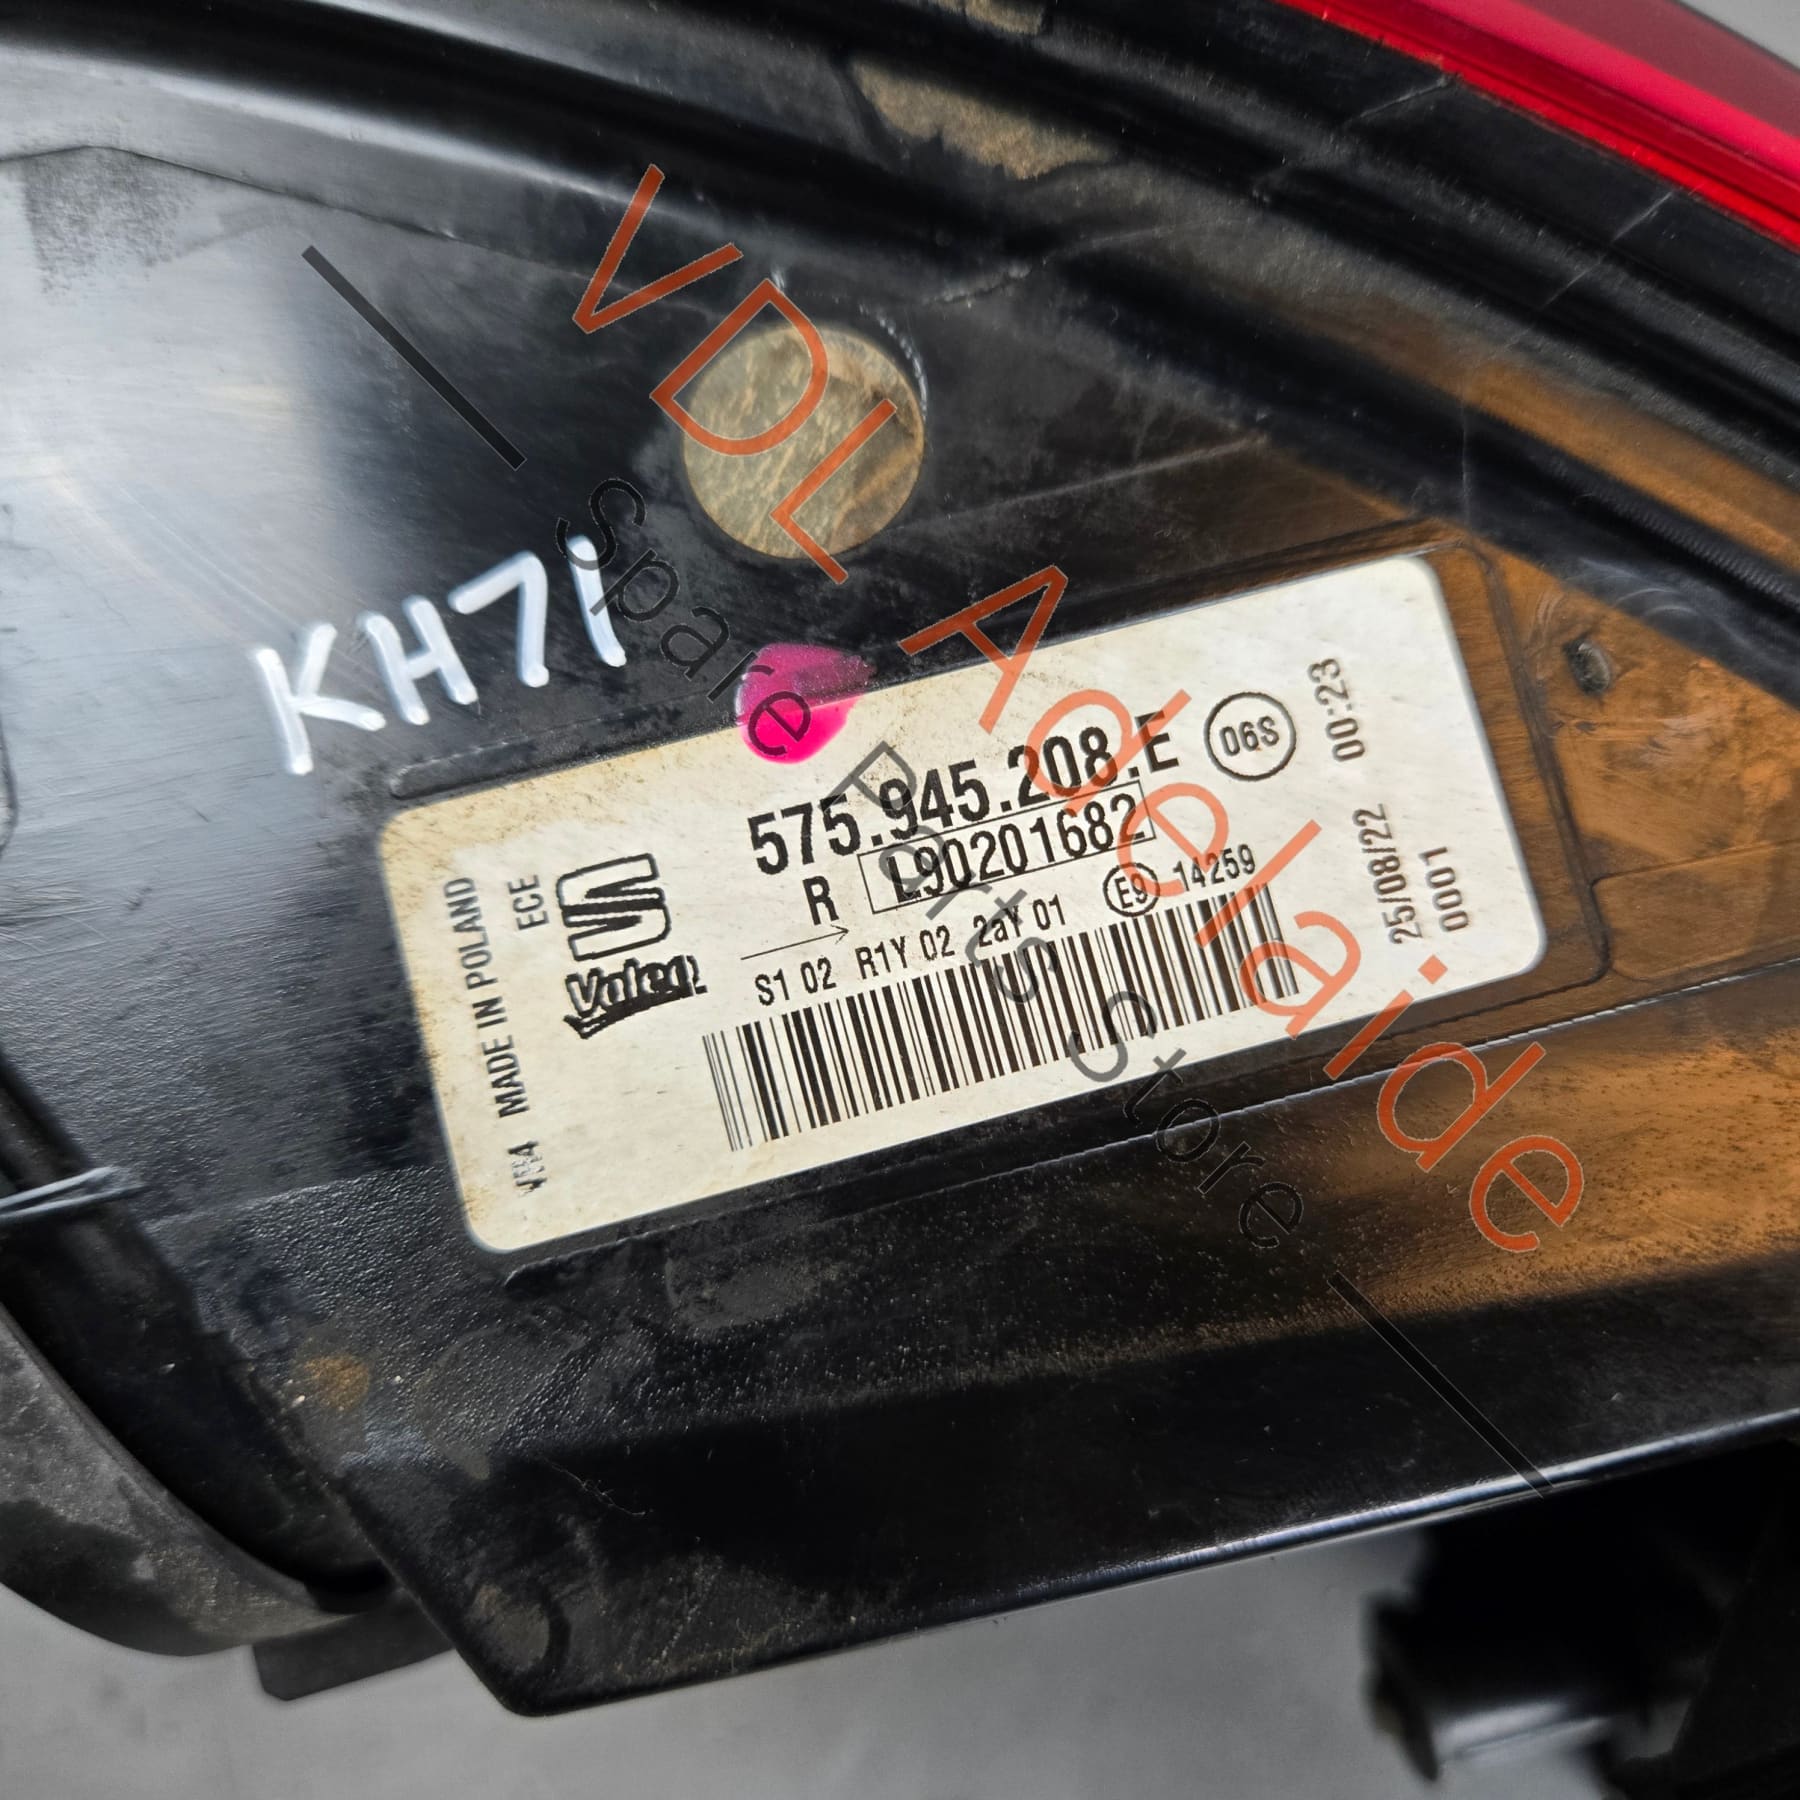 VDL Adelaide
Spare Parts Store
KH71
575.945.208.E
06S
R
L90201682
S1 02 R1Y 02 2aY 01
E9 14259
Valeo
ECE
MADE IN POLAND
00:23
25/08/22
0001